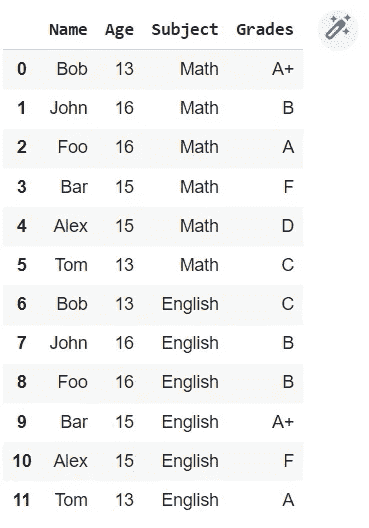 Name Age Subject Grades
0 Bob 13 Math A+
1 John 16 Math B
2 Foo 16 Math A
3 Bar 15 Math F
4 Alex 15 Math D
5 Tom 13 Math C
6 Bob 13 English C
7 John 16 English B
8 Foo 16 English B
9 Bar 15 English A+
10 Alex 15 English F
11 Tom 13 English A